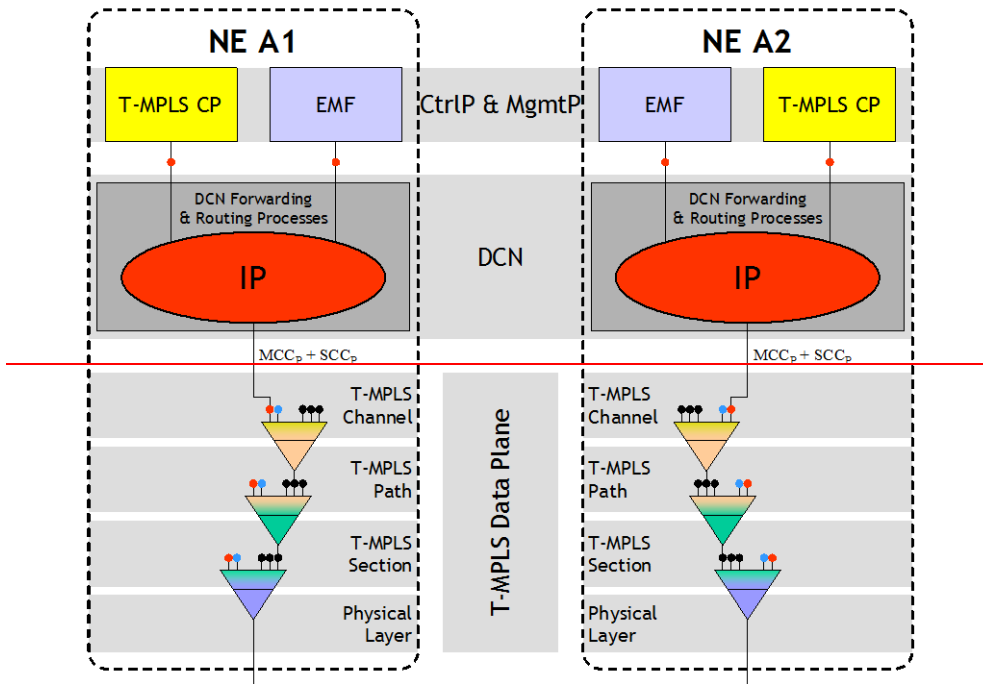 NE A1
NE A2
T-MPLS CP
EMF
CtrlP & MgmtP
EMF
T-MPLS CP
DCN Forwarding
& Routing Processes
IP
DCN
DCN Forwarding
& Routing Processes
IP
MCCp + SCCp
MCCp + SCCp
T-MPLS
Channel
T-MPLS
Path
T-MPLS
Section
Physical
Layer
T-MPLS Data Plane
T-MPLS
Channel
T-MPLS
Path
T-MPLS
Section
Physical
Layer